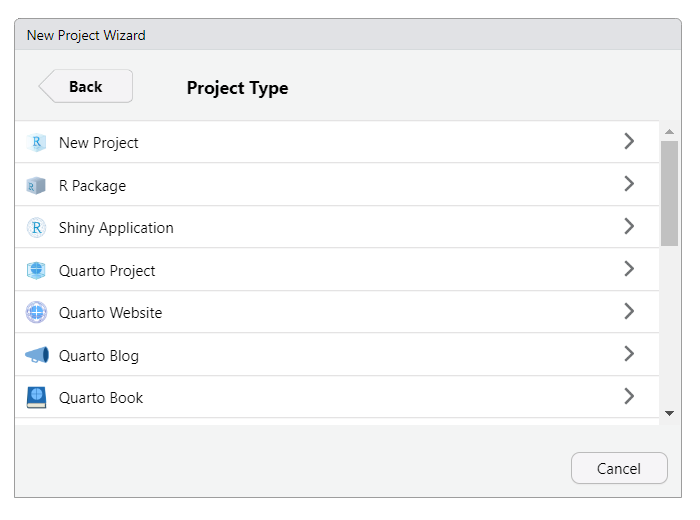 New Project Wizard
Back
Project Type
R New Project
R R Package
R Shiny Application
Quarto Project
Quarto Website
Quarto Blog
Quarto Book
Cancel